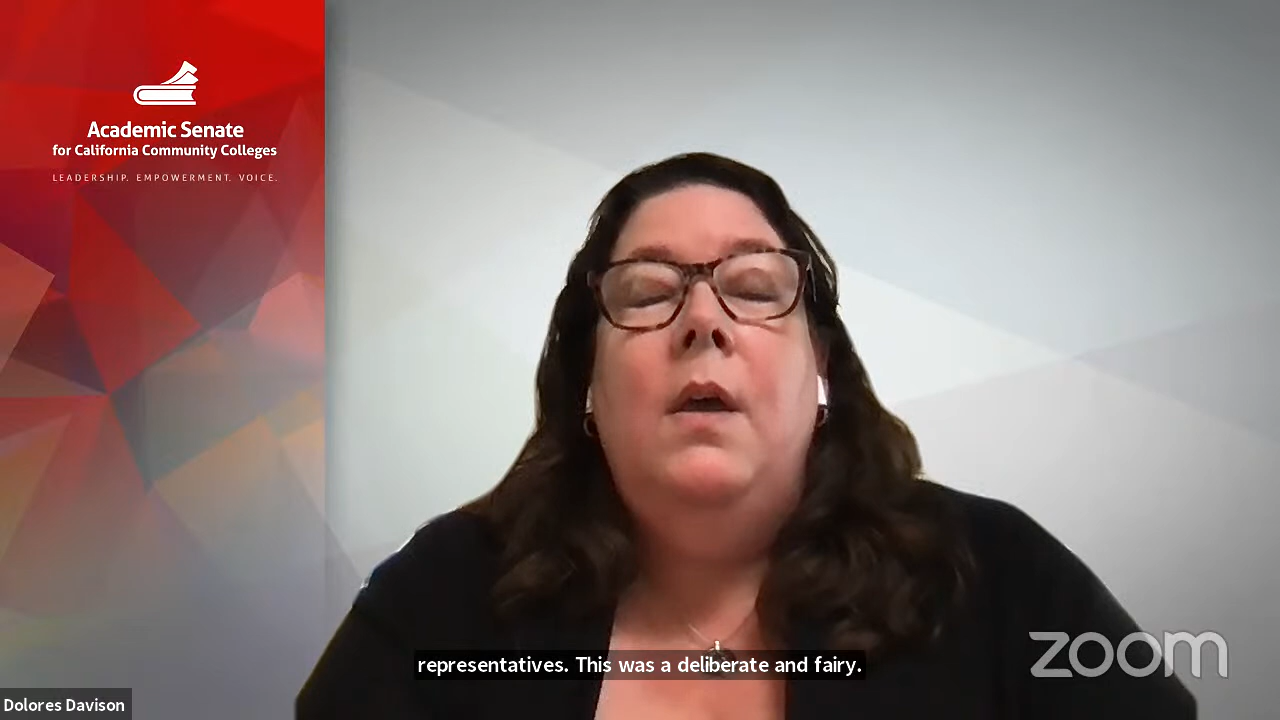 Academic Senate
for California Community Colleges
LEADERSHIP. EMPOWERMENT. VOICE.
representatives. This was a deliberate and fairy.
zoom
Dolores Davison